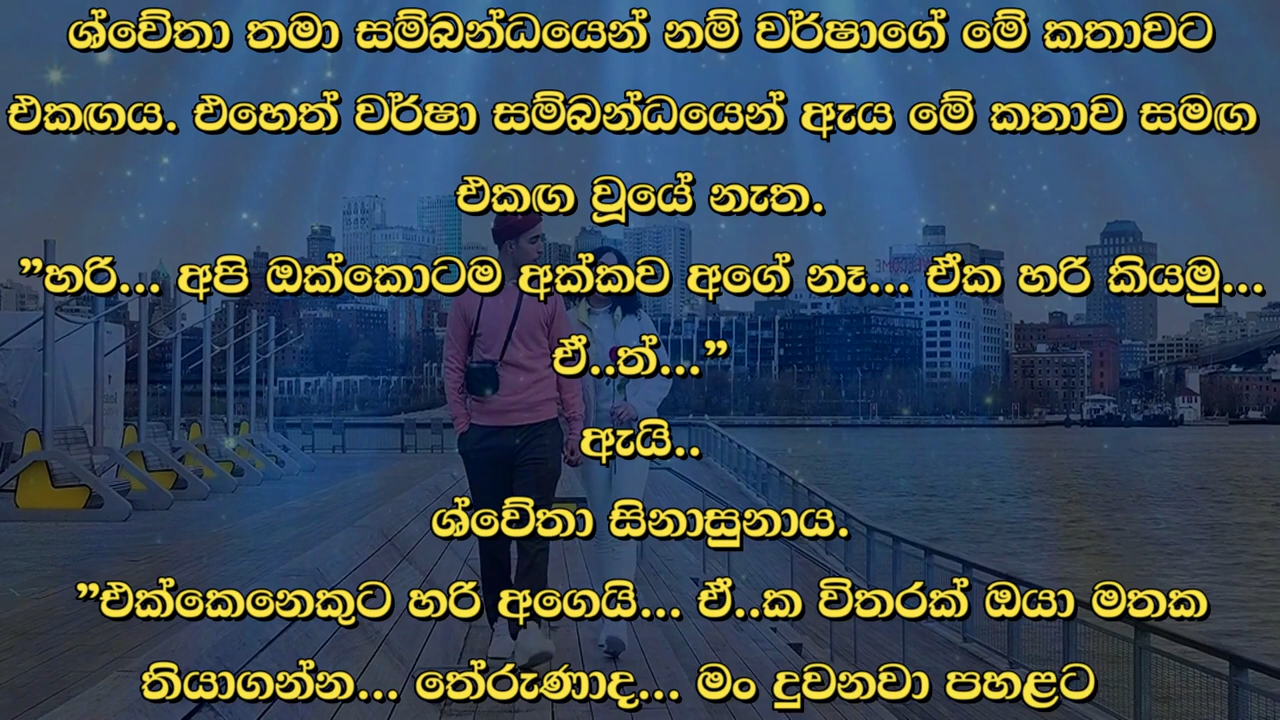 ශ්වේතා තමා සම්බන්ධයෙන් නම් වර්ෂාගේ මේ කතාවට
එකඟය. එහෙත් වර්ෂා සම්බන්ධයෙන් ඇය මේ කතාව සමඟ
එකඟ වූයේ නැත.
”හරි... අපි ඔක්කොටම අක්කව අගේ නෑ... ඒක හරි කියමු...
ඒ..ත්...”
ඇයි..
ශ්වේතා සිනාසුනාය.
”එක්කෙනෙකුට හරි අගෙයි... ඒ..ක විතරක් ඔයා මතක
තියාගන්න... තේරුණාද... මං දුවනවා පහළට